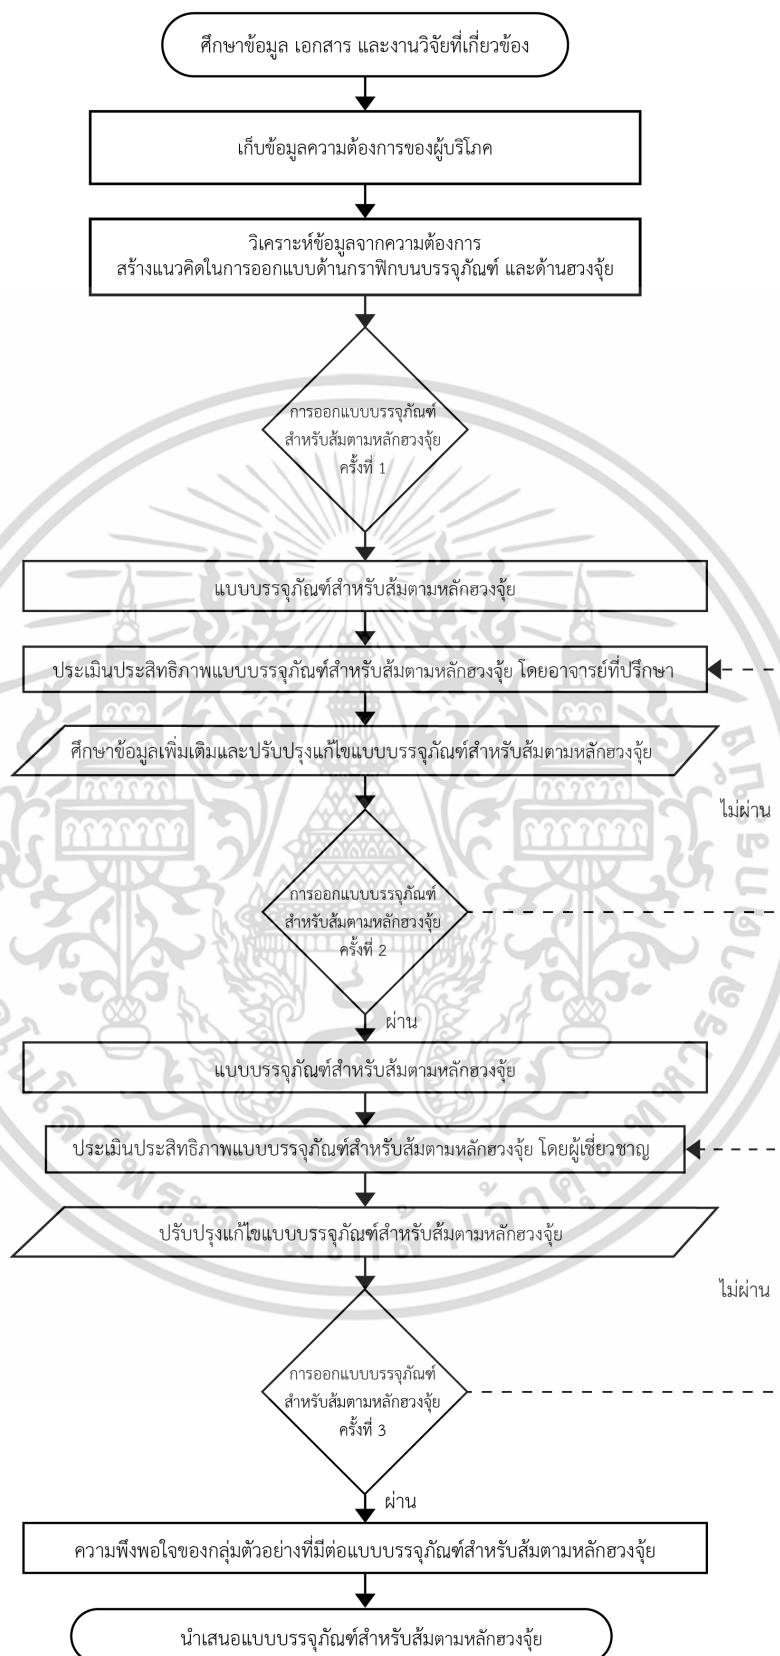 ศึกษาข้อมูล เอกสาร และงานวิจัยที่เกี่ยวข้อง
เก็บข้อมูลความต้องการของผู้บริโภค
วิเคราะห์ข้อมูลจากความต้องการ
สร้างแนวคิดในการออกแบบด้านกราฟิกบนบรรจุภัณฑ์ และด้านฮวงจุ้ย
การออกแบบบรรจุภัณฑ์
สำหรับส้มตามหลักฮวงจุ้ย
ครั้งที่ 1
แบบบรรจุภัณฑ์สำหรับส้มตามหลักฮวงจุ้ย
ประเมินประสิทธิภาพแบบบรรจุภัณฑ์สำหรับส้มตามหลักฮวงจุ้ย โดยอาจารย์ที่ปรึกษา
ศึกษาข้อมูลเพิ่มเติมและปรับปรุงแก้ไขแบบบรรจุภัณฑ์สำหรับส้มตามหลักฮวงจุ้ย
ไม่ผ่าน
การออกแบบบรรจุภัณฑ์
สำหรับส้มตามหลักฮวงจุ้ย
ครั้งที่ 2
ผ่าน
แบบบรรจุภัณฑ์สำหรับส้มตามหลักฮวงจุ้ย
ประเมินประสิทธิภาพแบบบรรจุภัณฑ์สำหรับส้มตามหลักฮวงจุ้ย โดยผู้เชี่ยวชาญ
ปรับปรุงแก้ไขแบบบรรจุภัณฑ์สำหรับส้มตามหลักฮวงจุ้ย
ไม่ผ่าน
การออกแบบบรรจุภัณฑ์
สำหรับส้มตามหลักฮวงจุ้ย
ครั้งที่ 3
ผ่าน
ความพึงพอใจของกลุ่มตัวอย่างที่มีต่อแบบบรรจุภัณฑ์สำหรับส้มตามหลักฮวงจุ้ย
นำเสนอแบบบรรจุภัณฑ์สำหรับส้มตามหลักฮวงจุ้ย